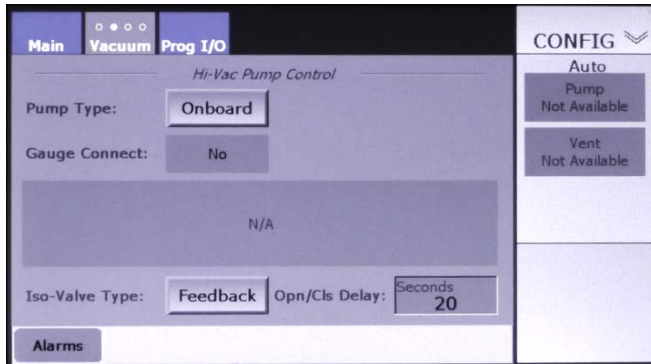 Main
Vacuum
Prog I/O
CONFIG
Hi-Vac Pump Control
Auto
Pump Type:
Onboard
Pump
Not Available
Gauge Connect:
No
Vent
Not Available
N/A
Iso-Valve Type:
Feedback
Opn/Cls Delay:
Seconds
20
Alarms